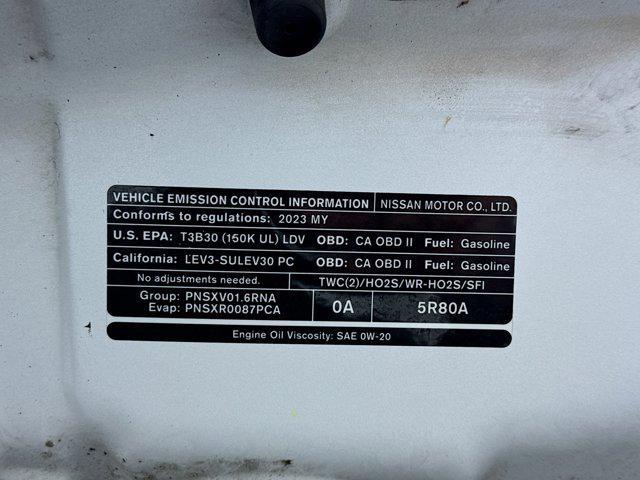 VEHICLE EMISSION CONTROL INFORMATION NISSAN MOTOR CO., LTD.
Conforms to regulations: 2023 MY
U.S. EPA: T3B30 (150K UL) LDV OBD: CA OBD II Fuel: Gasoline
California: LEV3-SULEV30 PC OBD: CA OBD II Fuel: Gasoline
No adjustments needed. TWC(2)/HO2S/WR-HO2S/SFI
Group: PNSXV01.6RNA
Evap: PNSXR0087PCA
0A 5R80A
Engine Oil Viscosity: SAE 0W-20